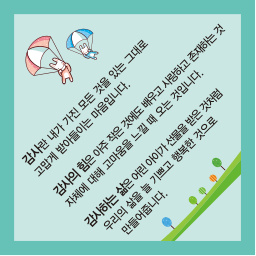 감사란 내가 가진 모든 것을 있는 그대로
고맙게 받아들이는 마음입니다.
감사의 힘은 아주 작은 것에도 배우고 사랑하고 존재하는 것
자체에 대해 고마움을 느낄 때 오는 것입니다.
감사하는 삶은 어린 아이가 선물을 받은 것처럼
우리의 삶을 늘 기쁘고 행복한 것으로
만들어줍니다.